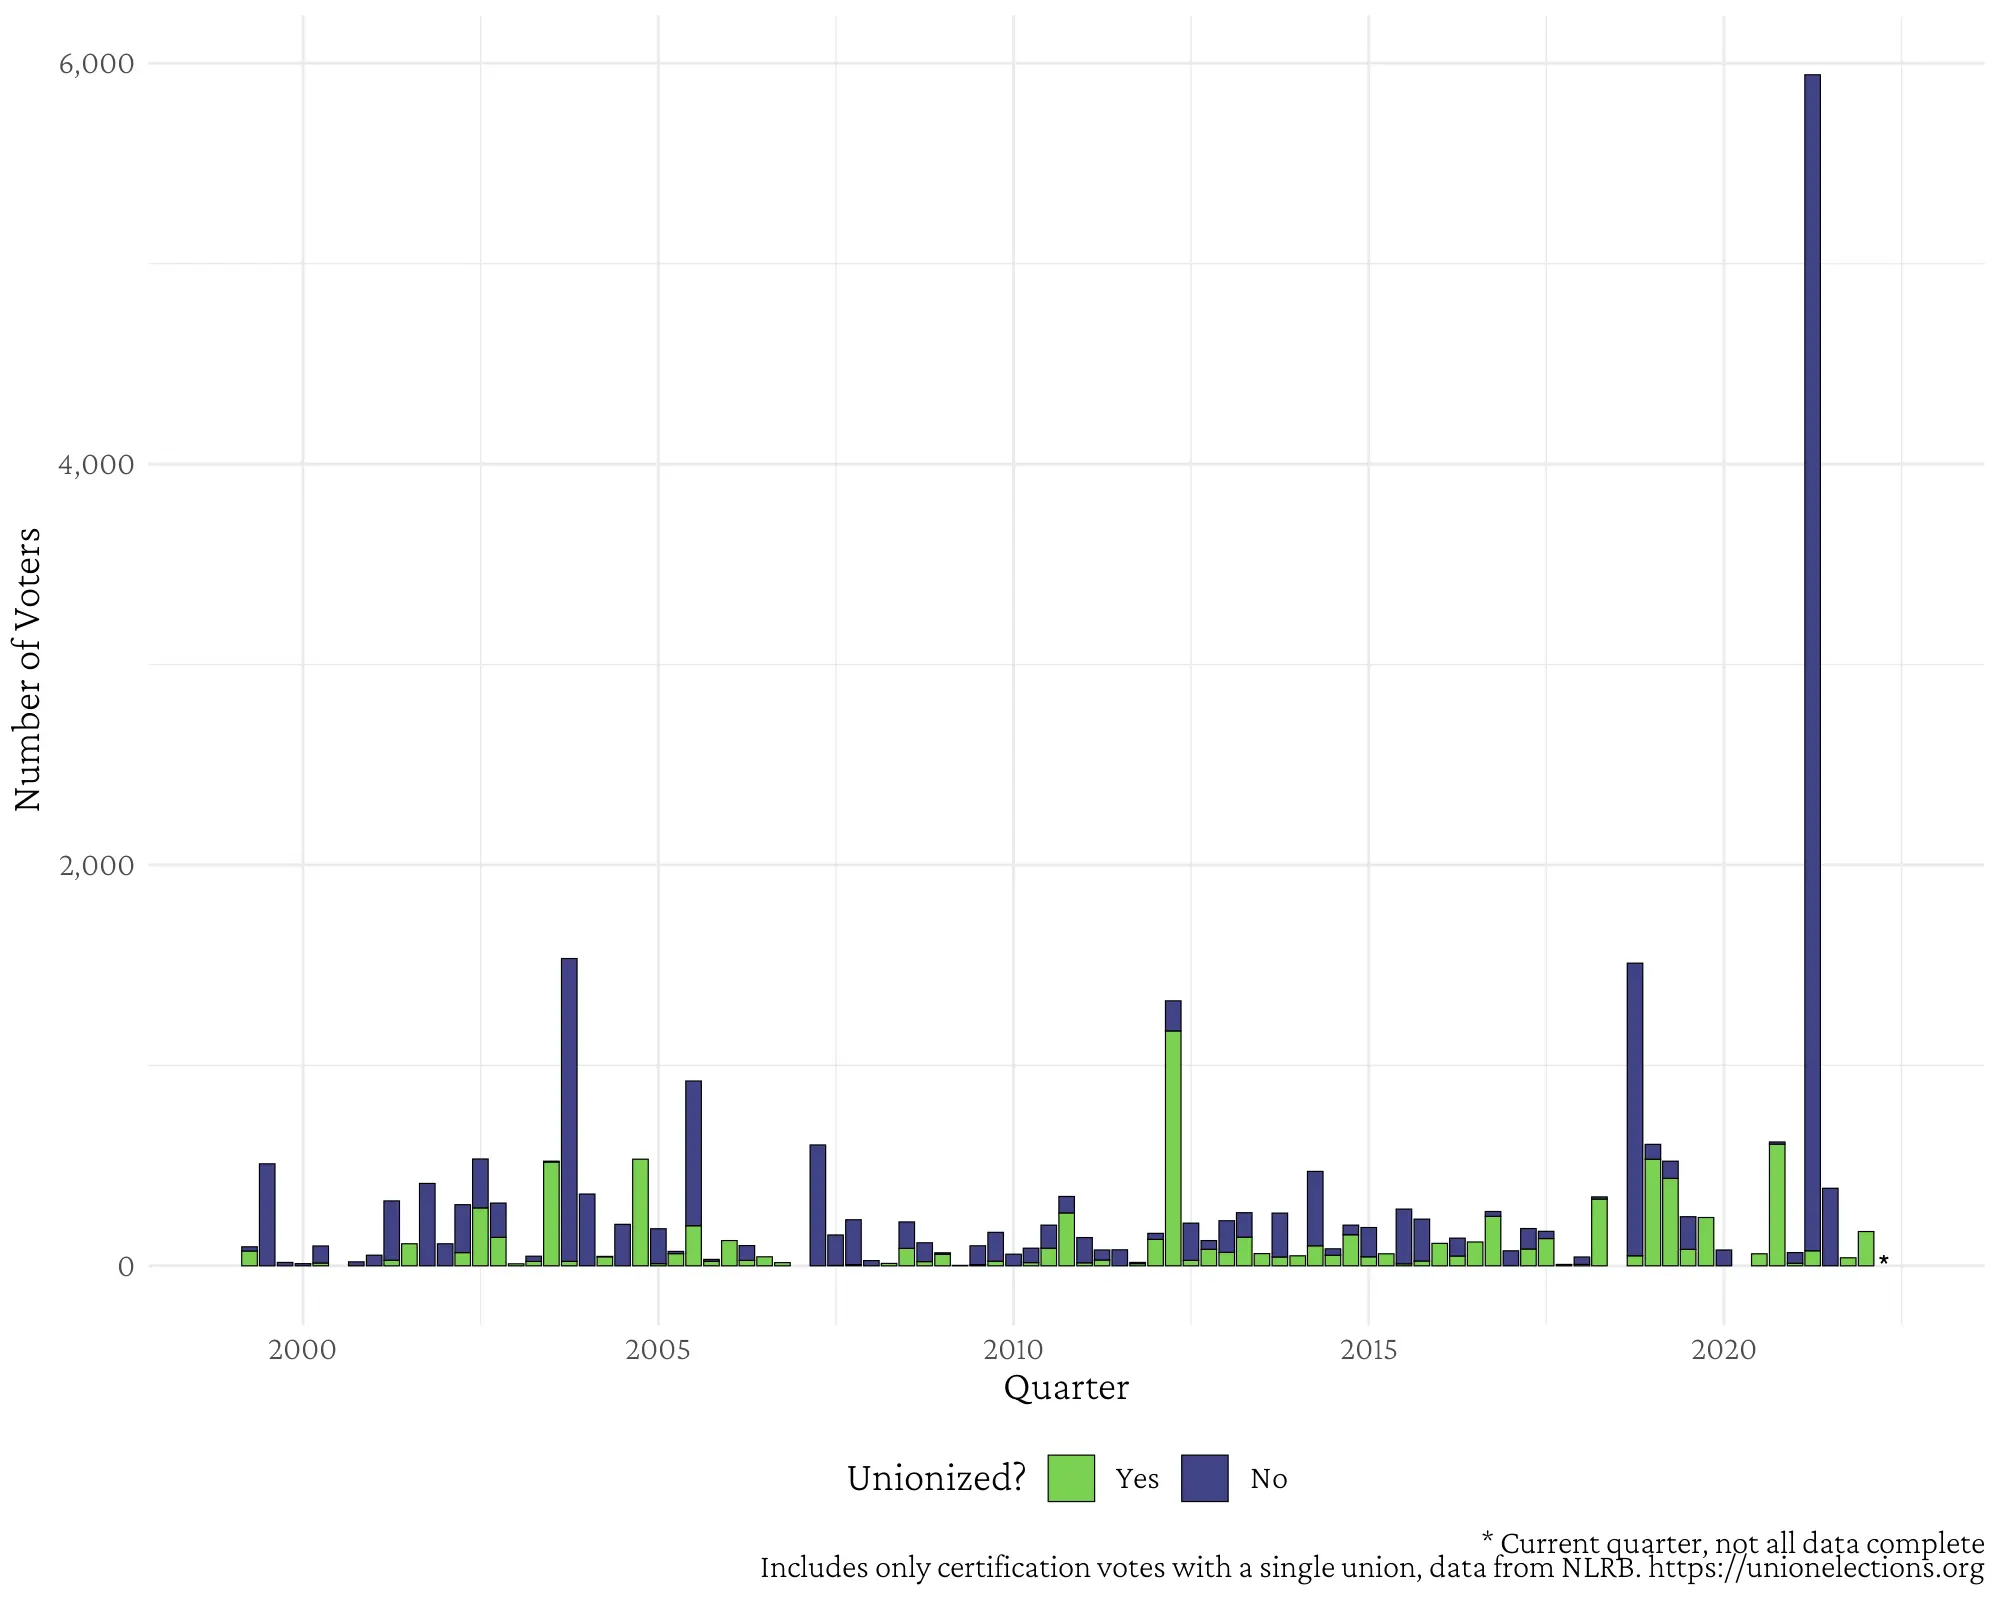 6,000
4,000
2,000
0
Number of Voters
*
2000 2005 2010 2015 2020
Quarter
Unionized? Yes No
* Current quarter, not all data complete
Includes only certification votes with a single union, data from NLRB. https://unionelections.org